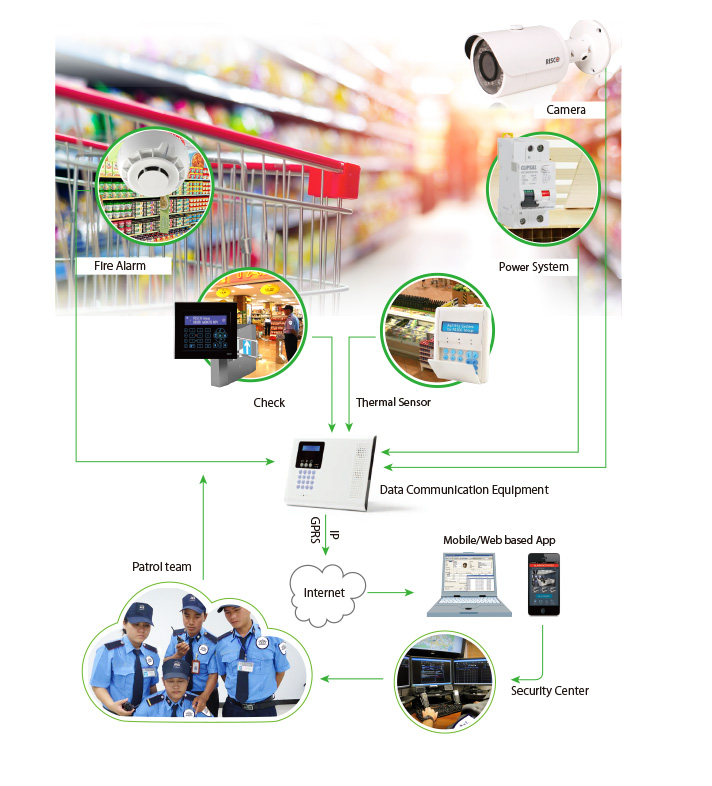 RISCO
Camera
CLIPSAL
Fire Alarm
Power System
Check
Thermal Sensor
Data Communication Equipment
IP
GPRS
Mobile/Web based App
Patrol team
Internet
Security Center